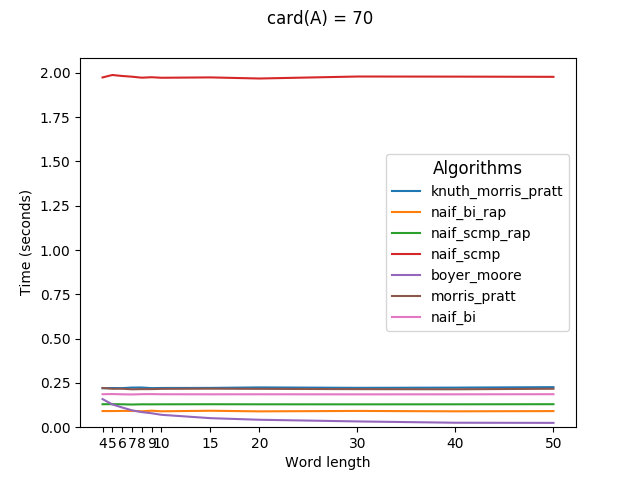 card(A) = 70
Time (seconds)
2.00
1.75
1.50
1.25
1.00
0.75
0.50
0.25
0.00
Algorithms
knuth_morris_pratt
naif_bi_rap
naif_scmp_rap
naif_scmp
boyer_moore
morris_pratt
naif_bi
4 5 6 7 8 9 10 15 20 30 40 50
Word length